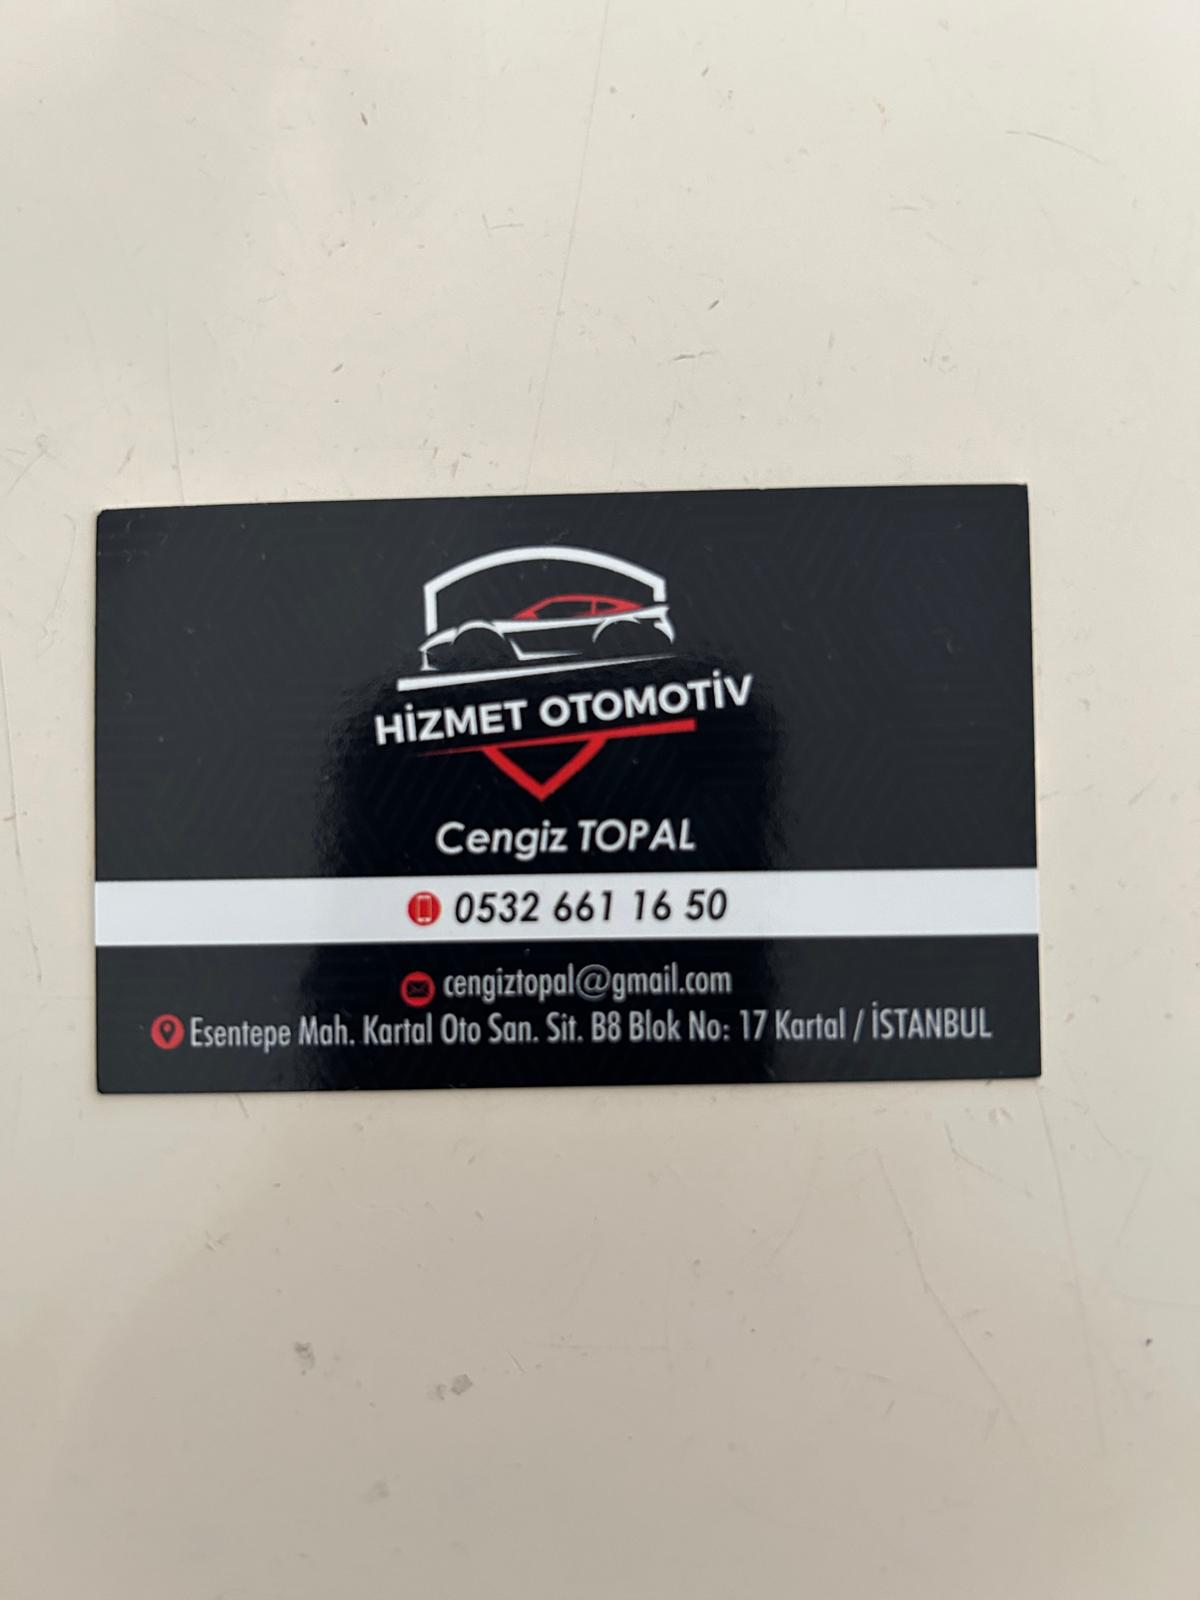 HİZMET OTOMOTİV
Cengiz TOPAL
0532 661 16 50
cengiztopal@gmail.com
Esentepe Mah. Kartal Oto San. Sit. B8 Blok No: 17 Kartal / İSTANBUL